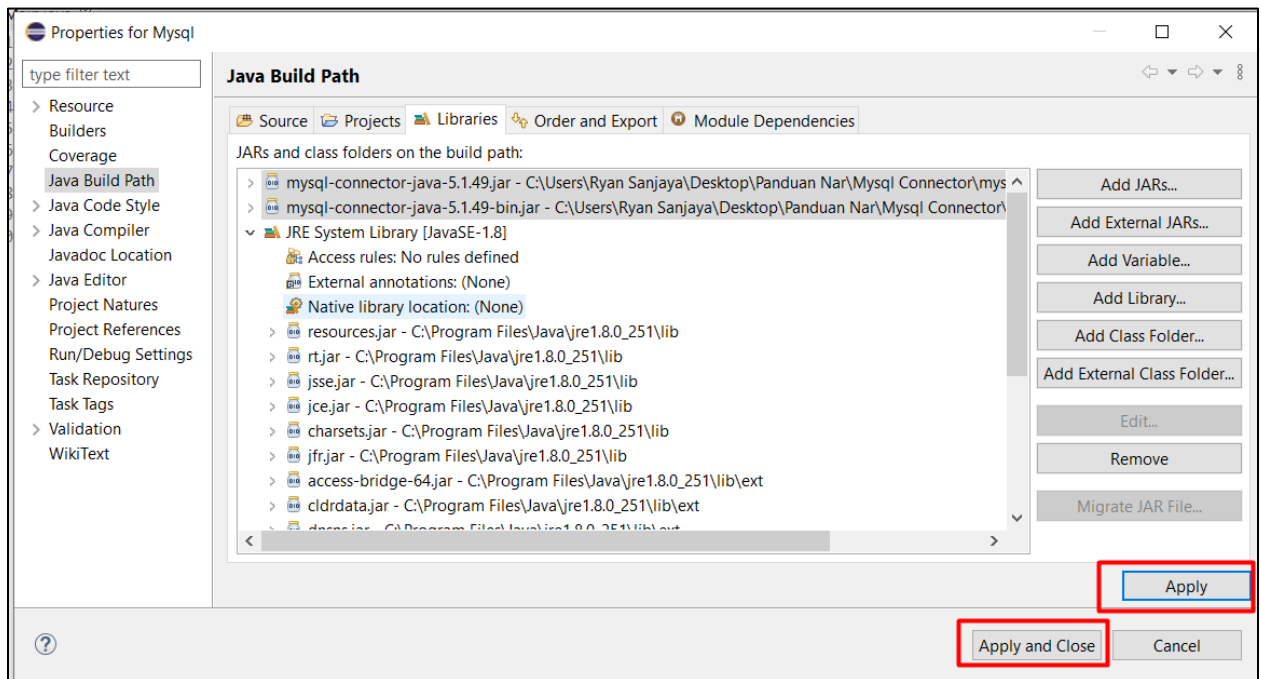 Properties for Mysql
type filter text
Resource
Builders
Coverage
Java Build Path
Java Code Style
Java Compiler
Javadoc Location
Java Editor
Project Natures
Project References
Run/Debug Settings
Task Repository
Task Tags
Validation
WikiText
Java Build Path
Source Projects Libraries Order and Export Module Dependencies
JARs and class folders on the build path:
mysql-connector-java-5.1.49.jar - C:\Users\Ryan Sanjaya\Desktop\Panduan Nar\Mysql Connector\mys
mysql-connector-java-5.1.49-bin.jar - C:\Users\Ryan Sanjaya\Desktop\Panduan Nar\Mysql Connector\
JRE System Library [JavaSE-1.8]
Access rules: No rules defined
External annotations: (None)
Native library location: (None)
resources.jar - C:\Program Files\Java\jre1.8.0_251\lib
rt.jar - C:\Program Files\Java\jre1.8.0_251\lib
jsse.jar - C:\Program Files\Java\jre1.8.0_251\lib
jce.jar - C:\Program Files\Java\jre1.8.0_251\lib
charsets.jar - C:\Program Files\Java\jre1.8.0_251\lib
jfr.jar - C:\Program Files\Java\jre1.8.0_251\lib
access-bridge-64.jar - C:\Program Files\Java\jre1.8.0_251\lib\ext
cldrdata.jar - C:\Program Files\Java\jre1.8.0_251\lib\ext
Add JARs...
Add External JARs...
Add Variable...
Add Library...
Add Class Folder...
Add External Class Folder...
Edit...
Remove
Migrate JAR File...
Apply
Apply and Close
Cancel